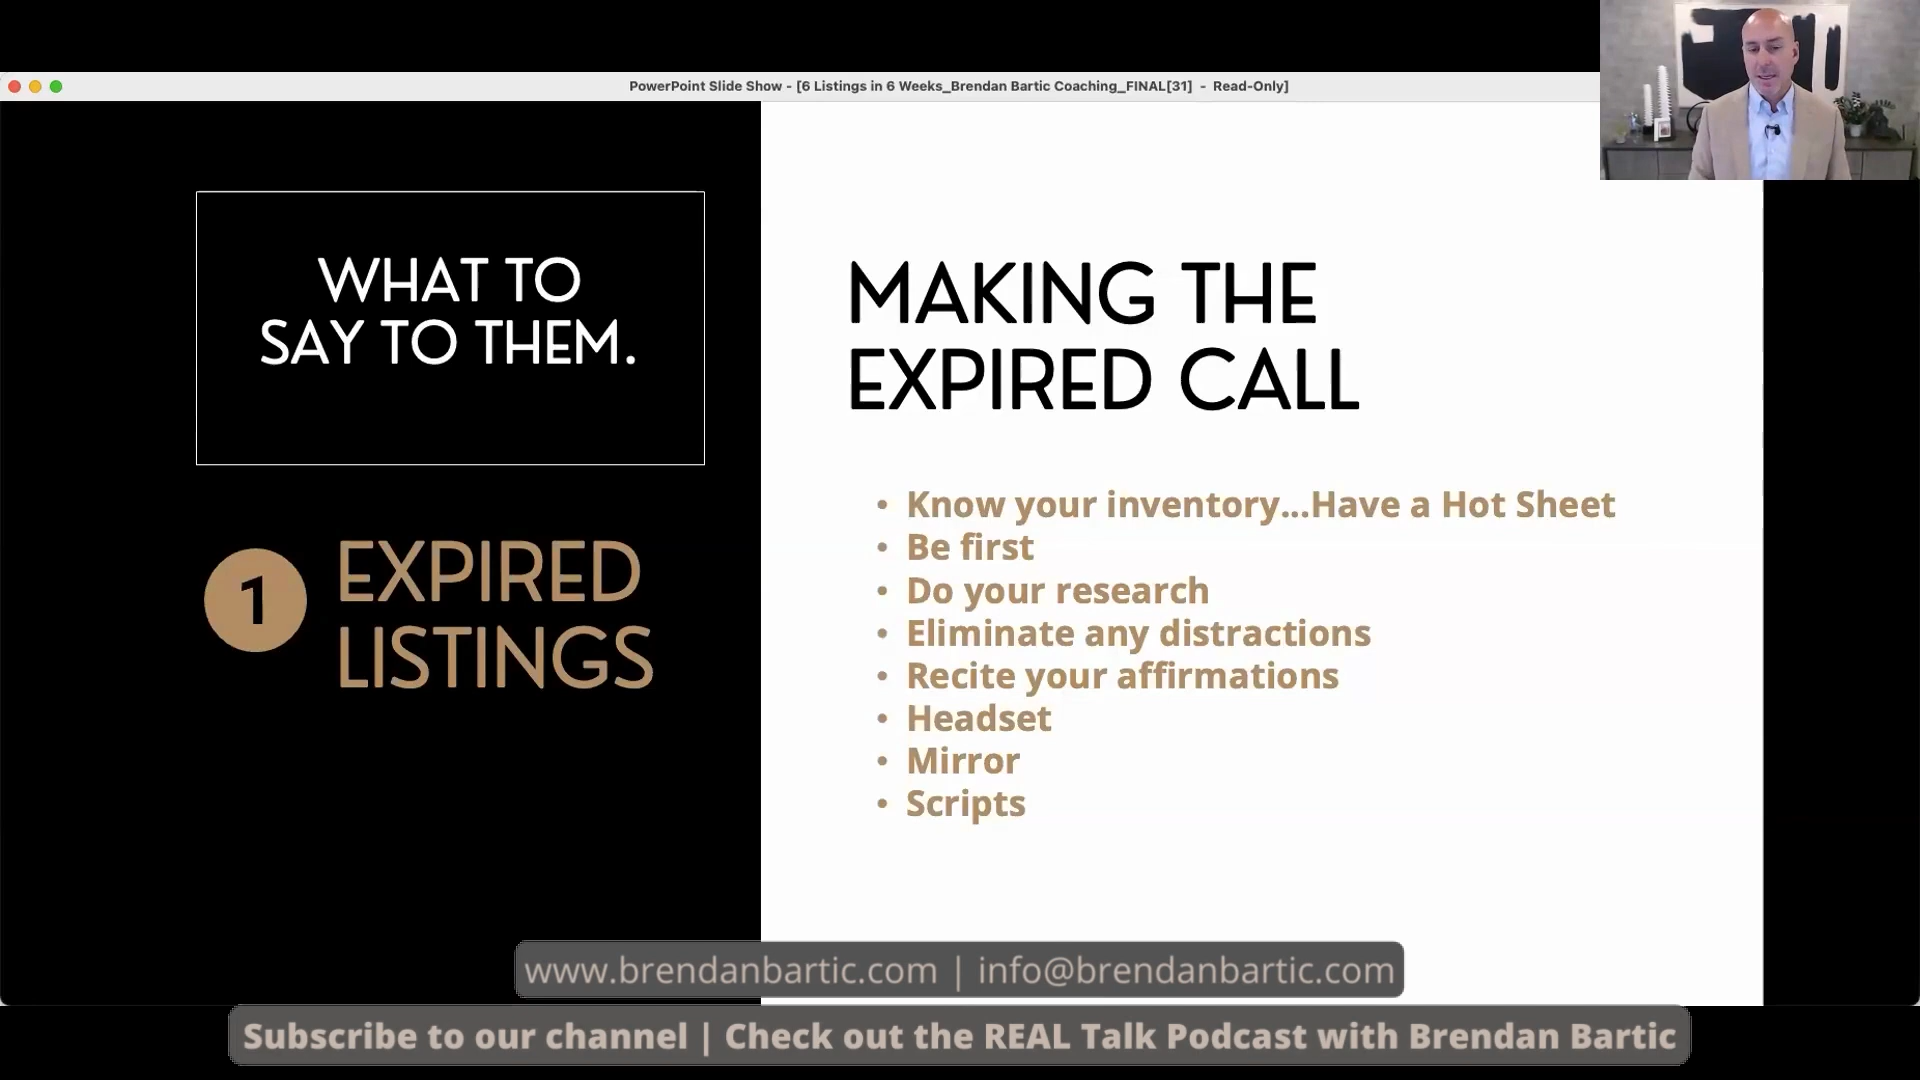 PowerPoint Slide Show - [6 Listings in 6 Weeks_Brendan Bartic Coaching_FINAL[31] - Read-Only]
WHAT TO
SAY TO THEM.
1
EXPIRED
LISTINGS
MAKING THE
EXPIRED CALL
• Know your inventory...Have a Hot Sheet
• Be first
• Do your research
• Eliminate any distractions
• Recite your affirmations
• Headset
• Mirror
• Scripts
www.brendanbartic.com | info@brendanbartic.com
Subscribe to our channel | Check out the REAL Talk Podcast with Brendan Bartic